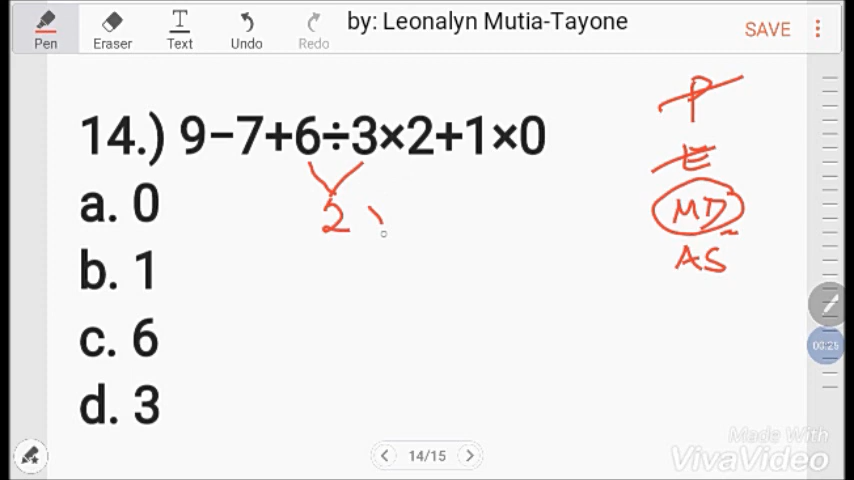 by: Leonalyn Mutia-Tayone
Pen
Eraser
Text
Undo
Redo
SAVE
14.) 9−7+6÷3×2+1×0
2
a. 0
b. 1
c. 6
d. 3
P
E
MD
AS
00:25
14/15
Made With
VivaVideo